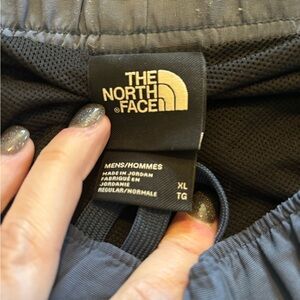 THE
NORTH
FACE
®
MENS/HOMMES
MADE IN JORDAN
FABRIQUÉ EN
JORDANIE
REGULAR/NORMALE
XL
TG